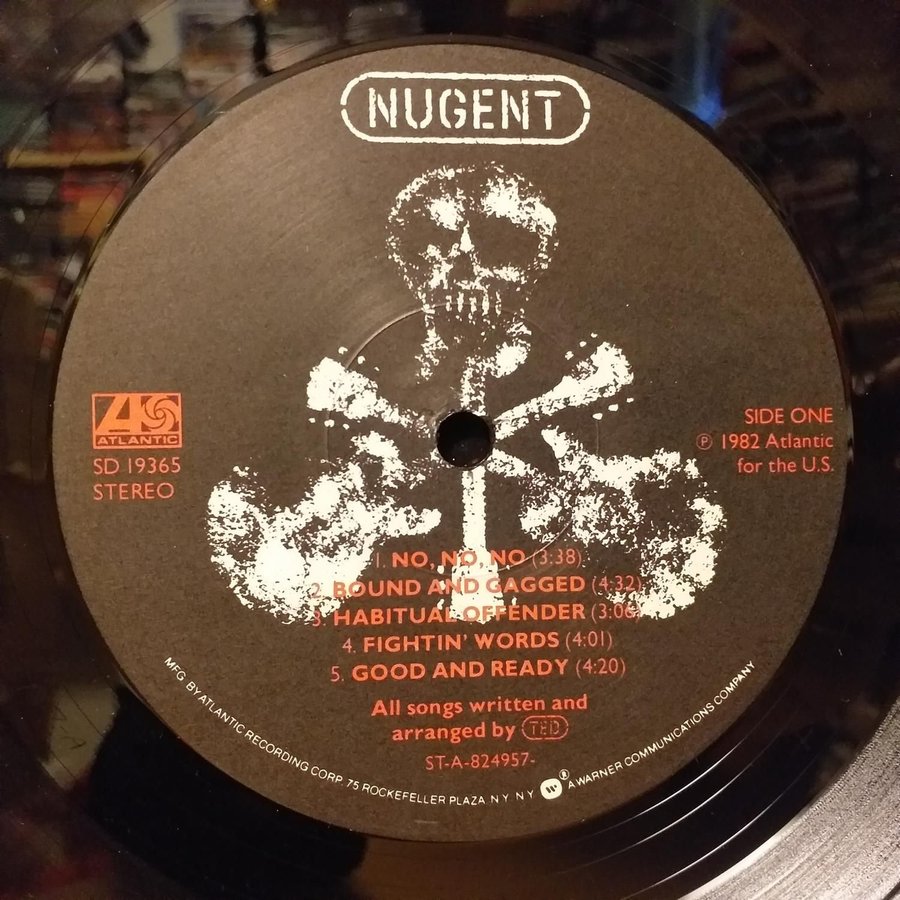 NUGENT
ATLANTIC
SD 19365
STEREO
SIDE ONE
Ⓟ 1982 Atlantic
for the U.S.
1. NO, NO, NO (3:38)
2. BOUND AND GAGGED (4:32)
3. HABITUAL OFFENDER (3:06)
4. FIGHTIN' WORDS (4:01)
5. GOOD AND READY (4:20)
All songs written and
arranged by TED
ST-A-824957-
MFG. BY ATLANTIC RECORDING CORP. 75 ROCKEFELLER PLAZA N.Y. N.Y. ® A WARNER COMMUNICATIONS COMPANY